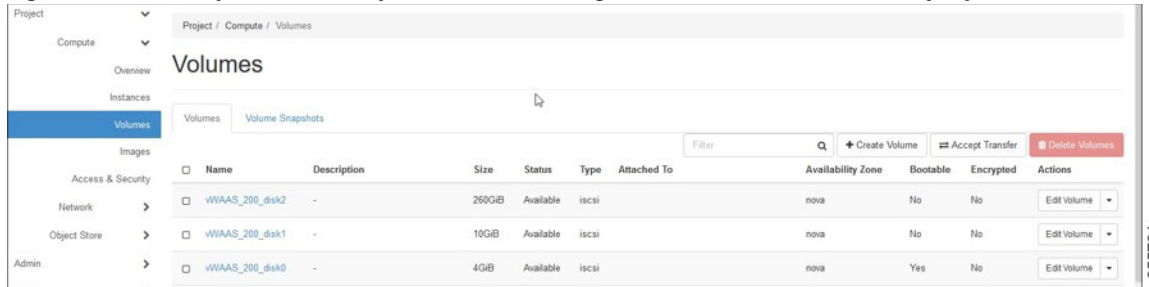 Project
Compute
Overview
Instances
Volumes
Images
Access & Security
Network
Object Store
Admin
Project / Compute / Volumes
Volumes
Volumes Volume Snapshots
Filter + Create Volume Accept Transfer Delete Volumes
Name Description Size Status Type Attached To Availability Zone Bootable Encrypted Actions
vWAAS_200_disk2 - 260GiB Available iscsi nova No No Edit Volume
vWAAS_200_disk1 - 10GiB Available iscsi nova No No Edit Volume
vWAAS_200_disk0 - 4GiB Available iscsi nova Yes No Edit Volume